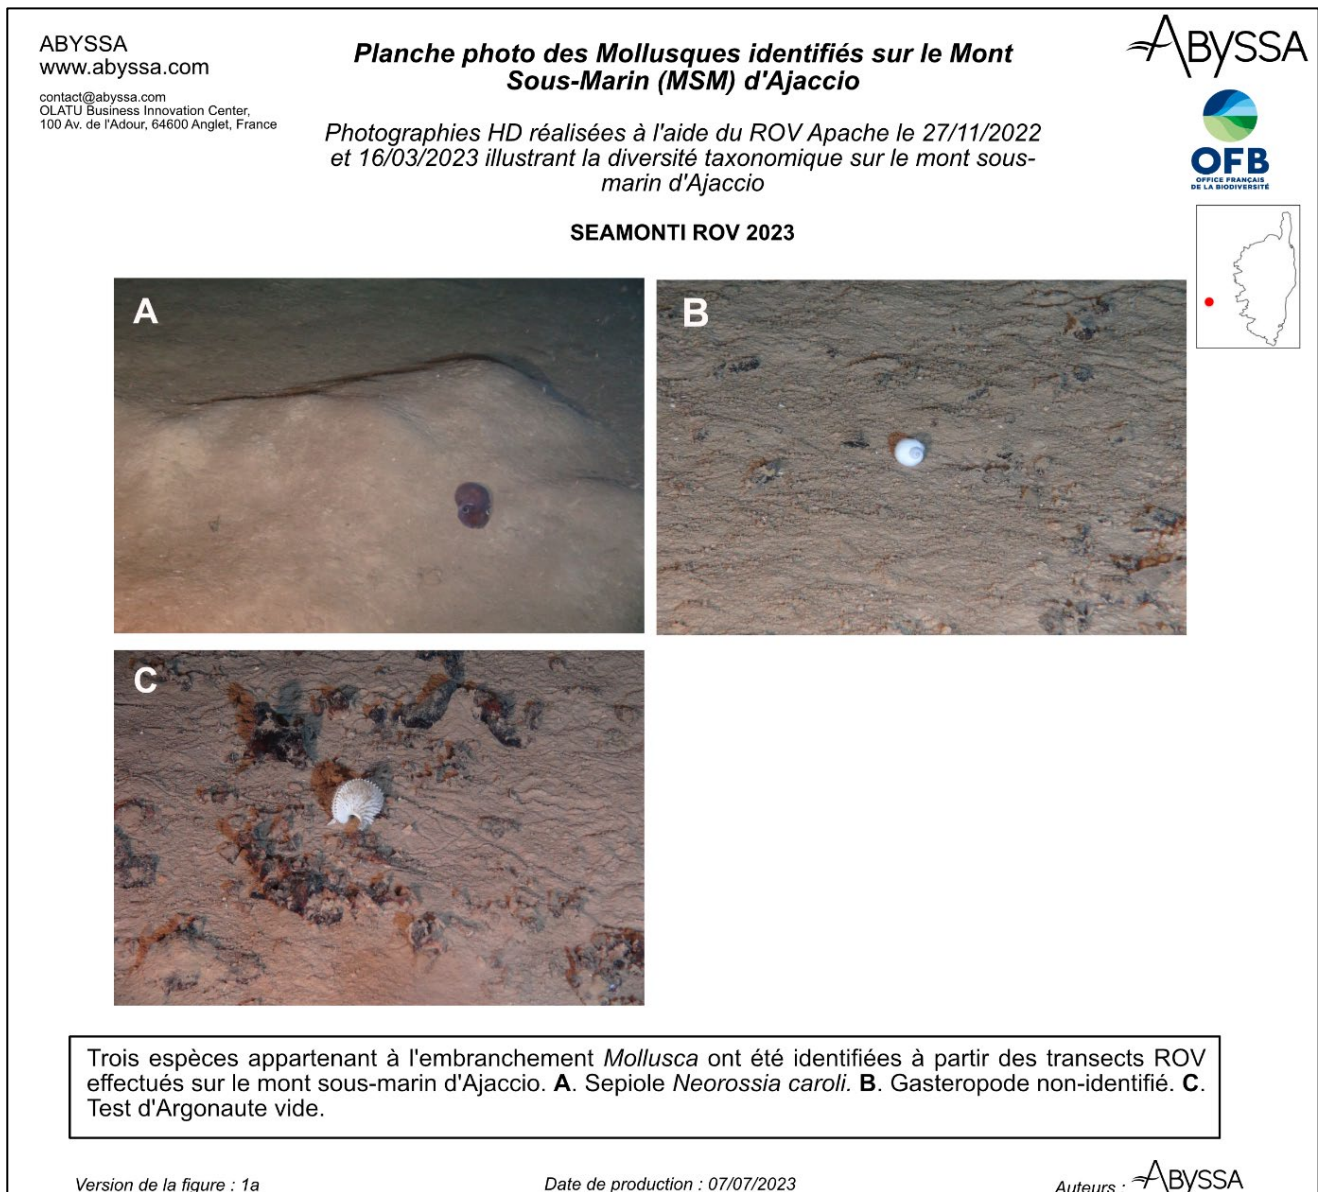 ABYSSA
www.abyssa.com
contact@abyssa.com
OLATU Business Innovation Center,
100 Av. de l'Adour, 64600 Anglet, France
Planche photo des Mollusques identifiés sur le Mont
Sous-Marin (MSM) d'Ajaccio
Photographies HD réalisées à l'aide du ROV Apache le 27/11/2022
et 16/03/2023 illustrant la diversité taxonomique sur le mont sous-
marin d'Ajaccio
SEAMONTI ROV 2023
ABYSSA
OFB
OFFICE FRANÇAIS
DE LA BIODIVERSITÉ
A
B
C
Trois espèces appartenant à l'embranchement Mollusca ont été identifiées à partir des transects ROV
effectués sur le mont sous-marin d'Ajaccio. A. Sepiole Neorossia caroli. B. Gasteropode non-identifié. C.
Test d'Argonaute vide.
Version de la figure : 1a
Date de production : 07/07/2023
Auteurs : ABYSSA